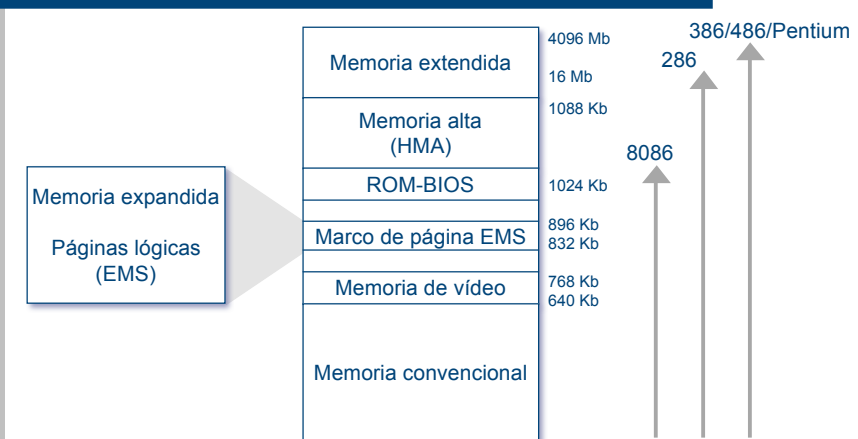 386/486/Pentium
4096 Mb
286
Memoria extendida
16 Mb
1088 Kb
Memoria alta
(HMA)
8086
ROM-BIOS
1024 Kb
Memoria expandida
Páginas lógicas
(EMS)
896 Kb
Marco de página EMS
832 Kb
768 Kb
Memoria de vídeo
640 Kb
Memoria convencional